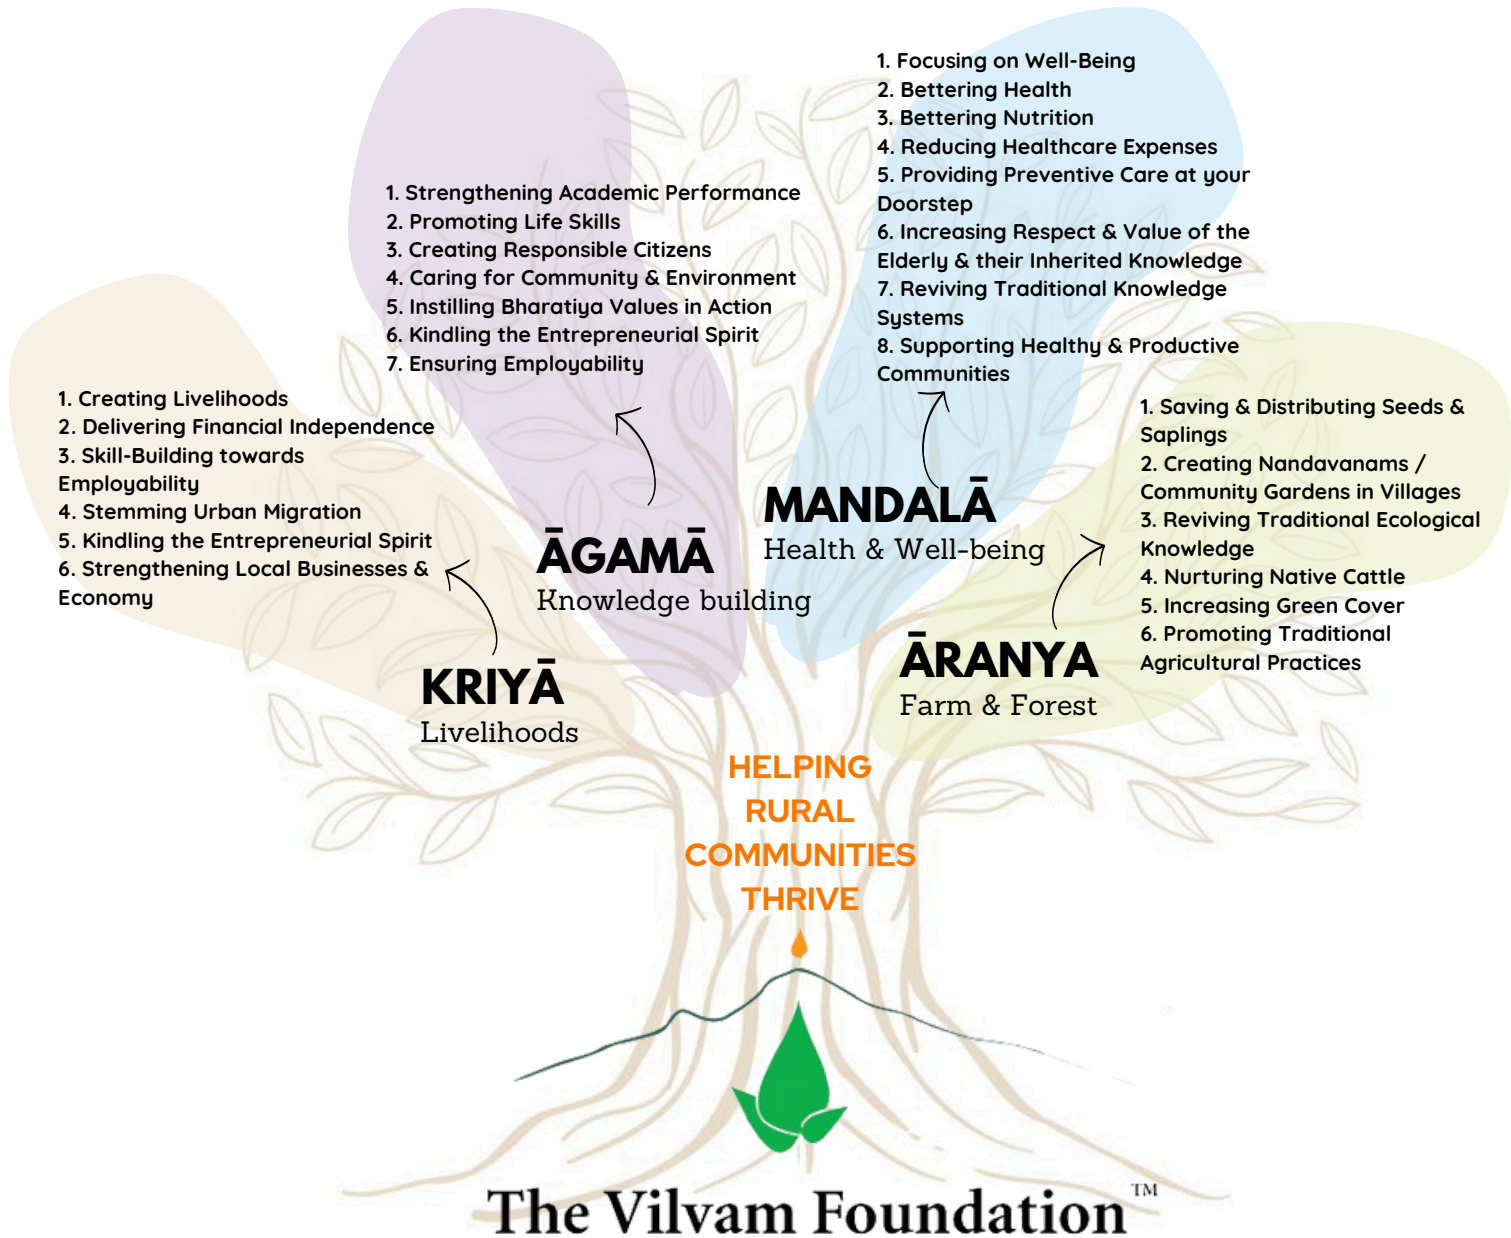 1. Creating Livelihoods
2. Delivering Financial Independence
3. Skill-Building towards
Employability
4. Stemming Urban Migration
5. Kindling the Entrepreneurial Spirit
6. Strengthening Local Businesses &
Economy
KRIYĀ
Livelihoods
1. Strengthening Academic Performance
2. Promoting Life Skills
3. Creating Responsible Citizens
4. Caring for Community & Environment
5. Instilling Bharatiya Values in Action
6. Kindling the Entrepreneurial Spirit
7. Ensuring Employability
ĀGAMĀ
Knowledge building
1. Focusing on Well-Being
2. Bettering Health
3. Bettering Nutrition
4. Reducing Healthcare Expenses
5. Providing Preventive Care at your
Doorstep
6. Increasing Respect & Value of the
Elderly & their Inherited Knowledge
7. Reviving Traditional Knowledge
Systems
8. Supporting Healthy & Productive
Communities
MANDALĀ
Health & Well-being
1. Saving & Distributing Seeds &
Saplings
2. Creating Nandavanams /
Community Gardens in Villages
3. Reviving Traditional Ecological
Knowledge
4. Nurturing Native Cattle
5. Increasing Green Cover
6. Promoting Traditional
Agricultural Practices
ĀRANYA
Farm & Forest
HELPING
RURAL
COMMUNITIES
THRIVE
The Vilvam Foundation™